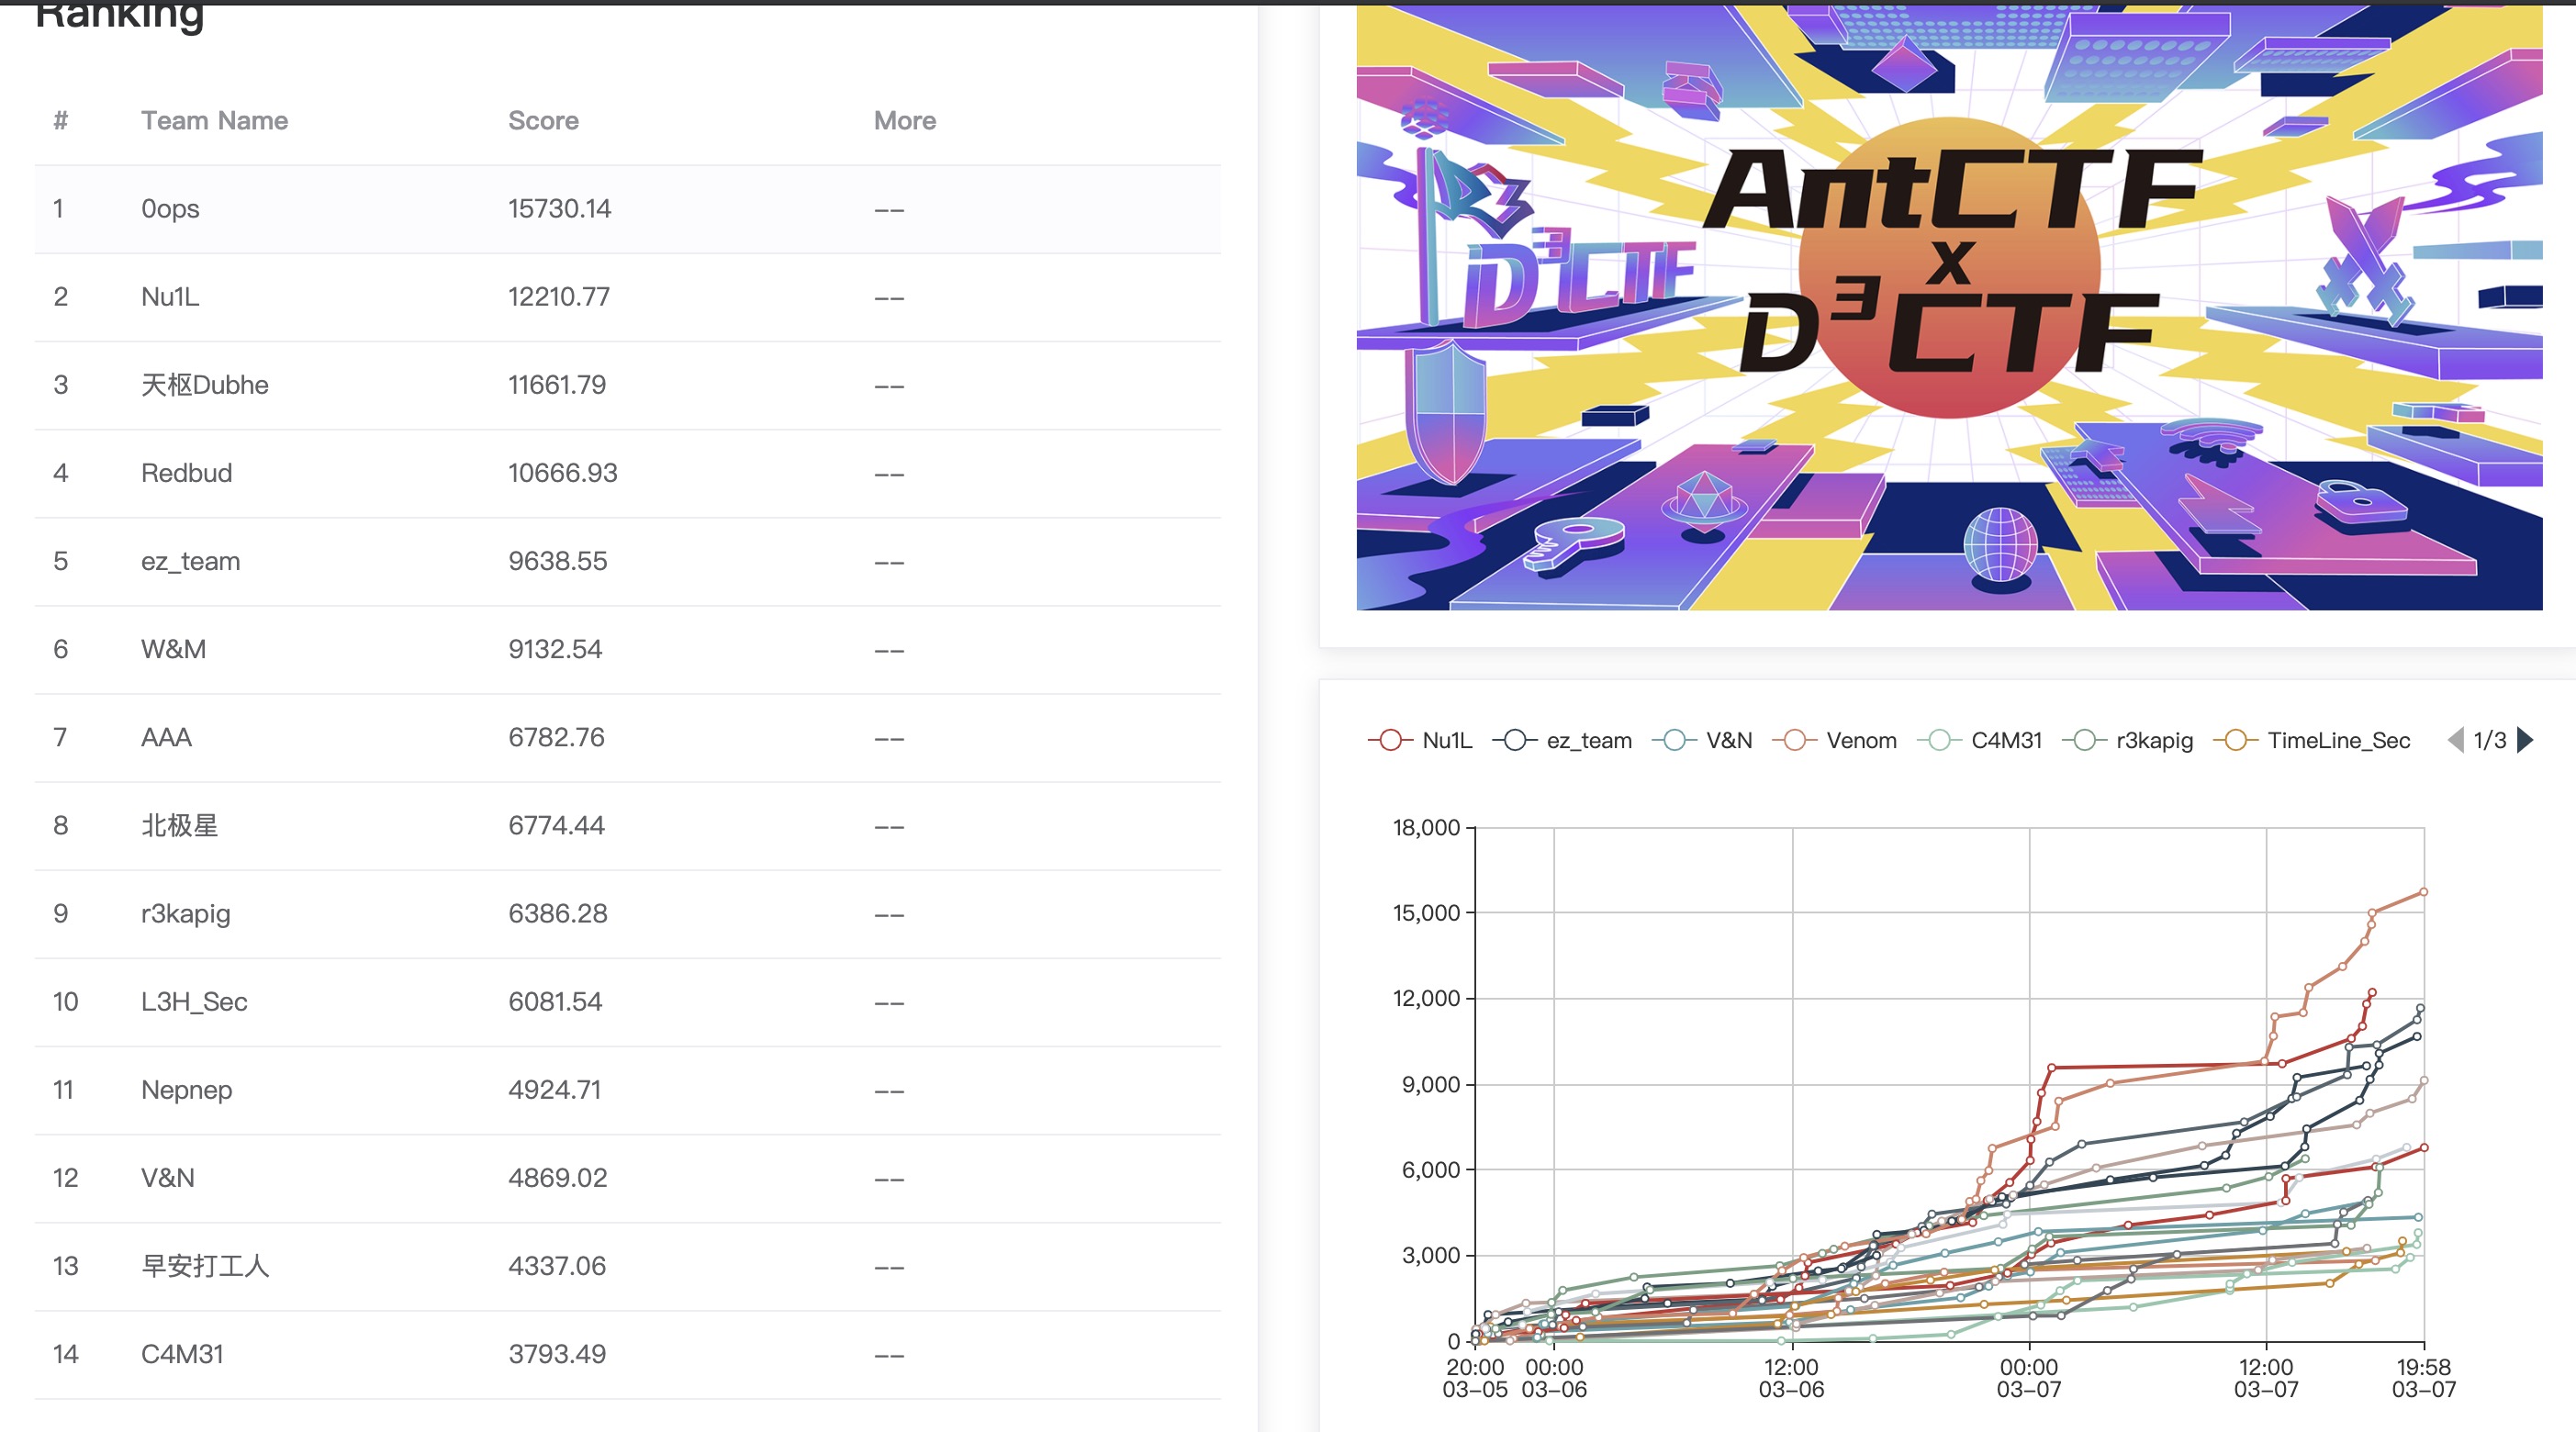 Ranking
# Team Name Score More
1 0ops 15730.14 −−
2 Nu1L 12210.77 −−
3 天枢Dubhe 11661.79 −−
4 Redbud 10666.93 −−
5 ez_team 9638.55 −−
6 W&M 9132.54 −−
7 AAA 6782.76 −−
8 北极星 6774.44 −−
9 r3kapig 6386.28 −−
10 L3H_Sec 6081.54 −−
11 Nepnep 4924.71 −−
12 V&N 4869.02 −−
13 早安打工人 4337.06 −−
14 C4M31 3793.49 −−
AntCTF
x
D³CTF
D³CTF
Nu1L ez_team V&N Venom C4M31 r3kapig TimeLine_Sec 1/3
18,000
15,000
12,000
9,000
6,000
3,000
0
20:00 00:00 12:00 00:00 12:00 19:58
03−05 03−06 03−06 03−07 03−07 03−07